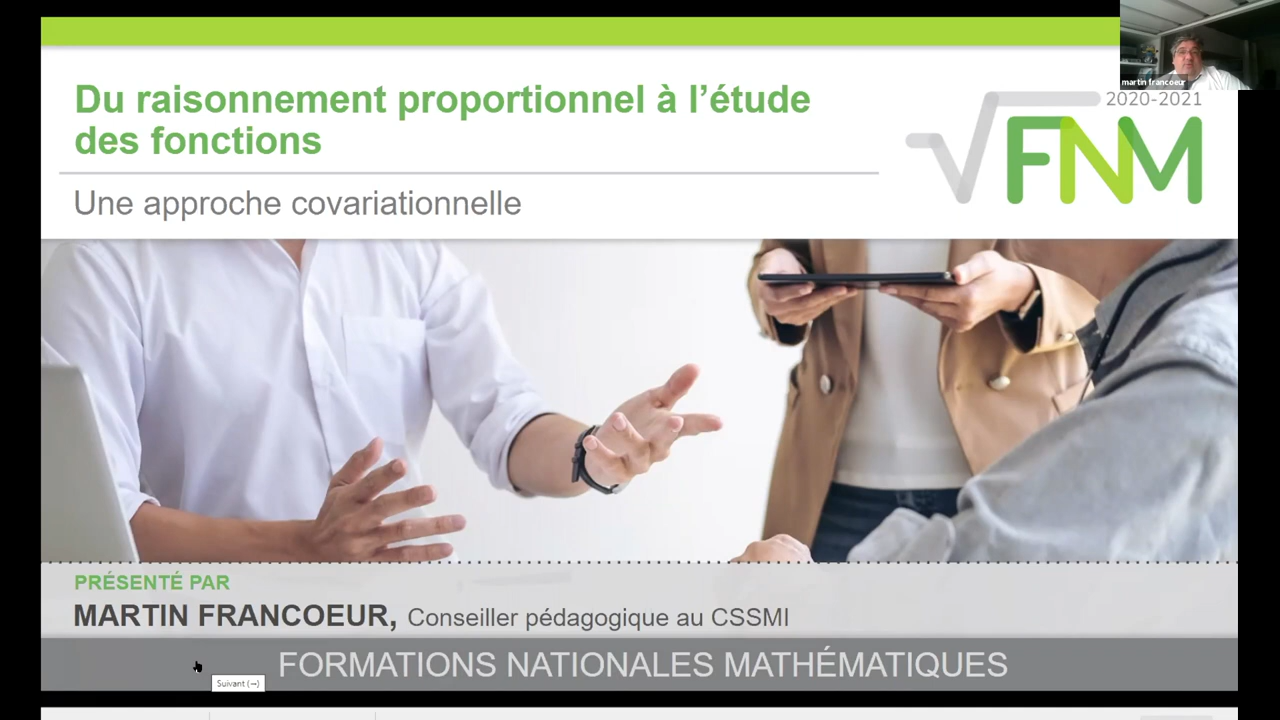 martin francoeur
2020-2021
Du raisonnement proportionnel à l'étude
des fonctions
√FNM
Une approche covariationnelle
PRÉSENTÉ PAR
MARTIN FRANCOEUR, Conseiller pédagogique au CSSMI
FORMATIONS NATIONALES MATHÉMATIQUES
Suivant (→)